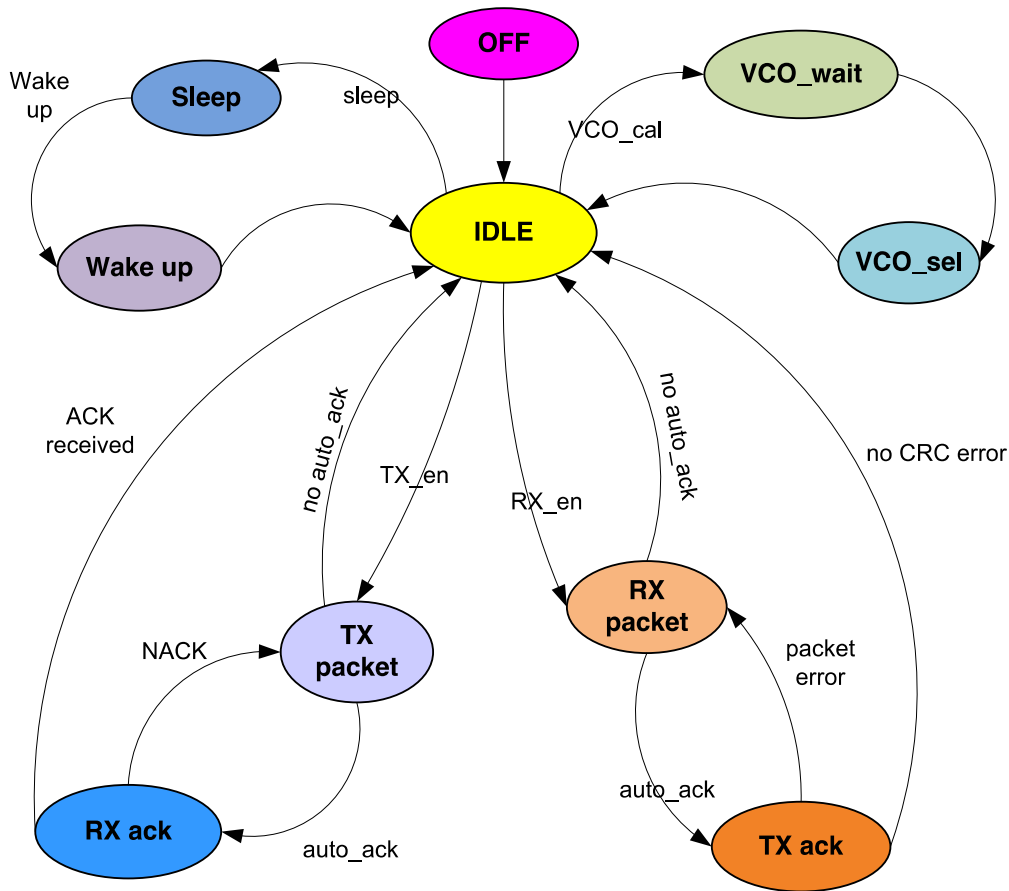 OFF
Wake
up
Sleep
sleep
VCO_wait
VCO_cal
IDLE
Wake up
VCO_sel
ACK
received
no auto_ack
TX_en
RX_en
no auto_ack
no CRC error
NACK
TX
packet
RX
packet
packet
error
RX ack
auto_ack
auto_ack
TX ack